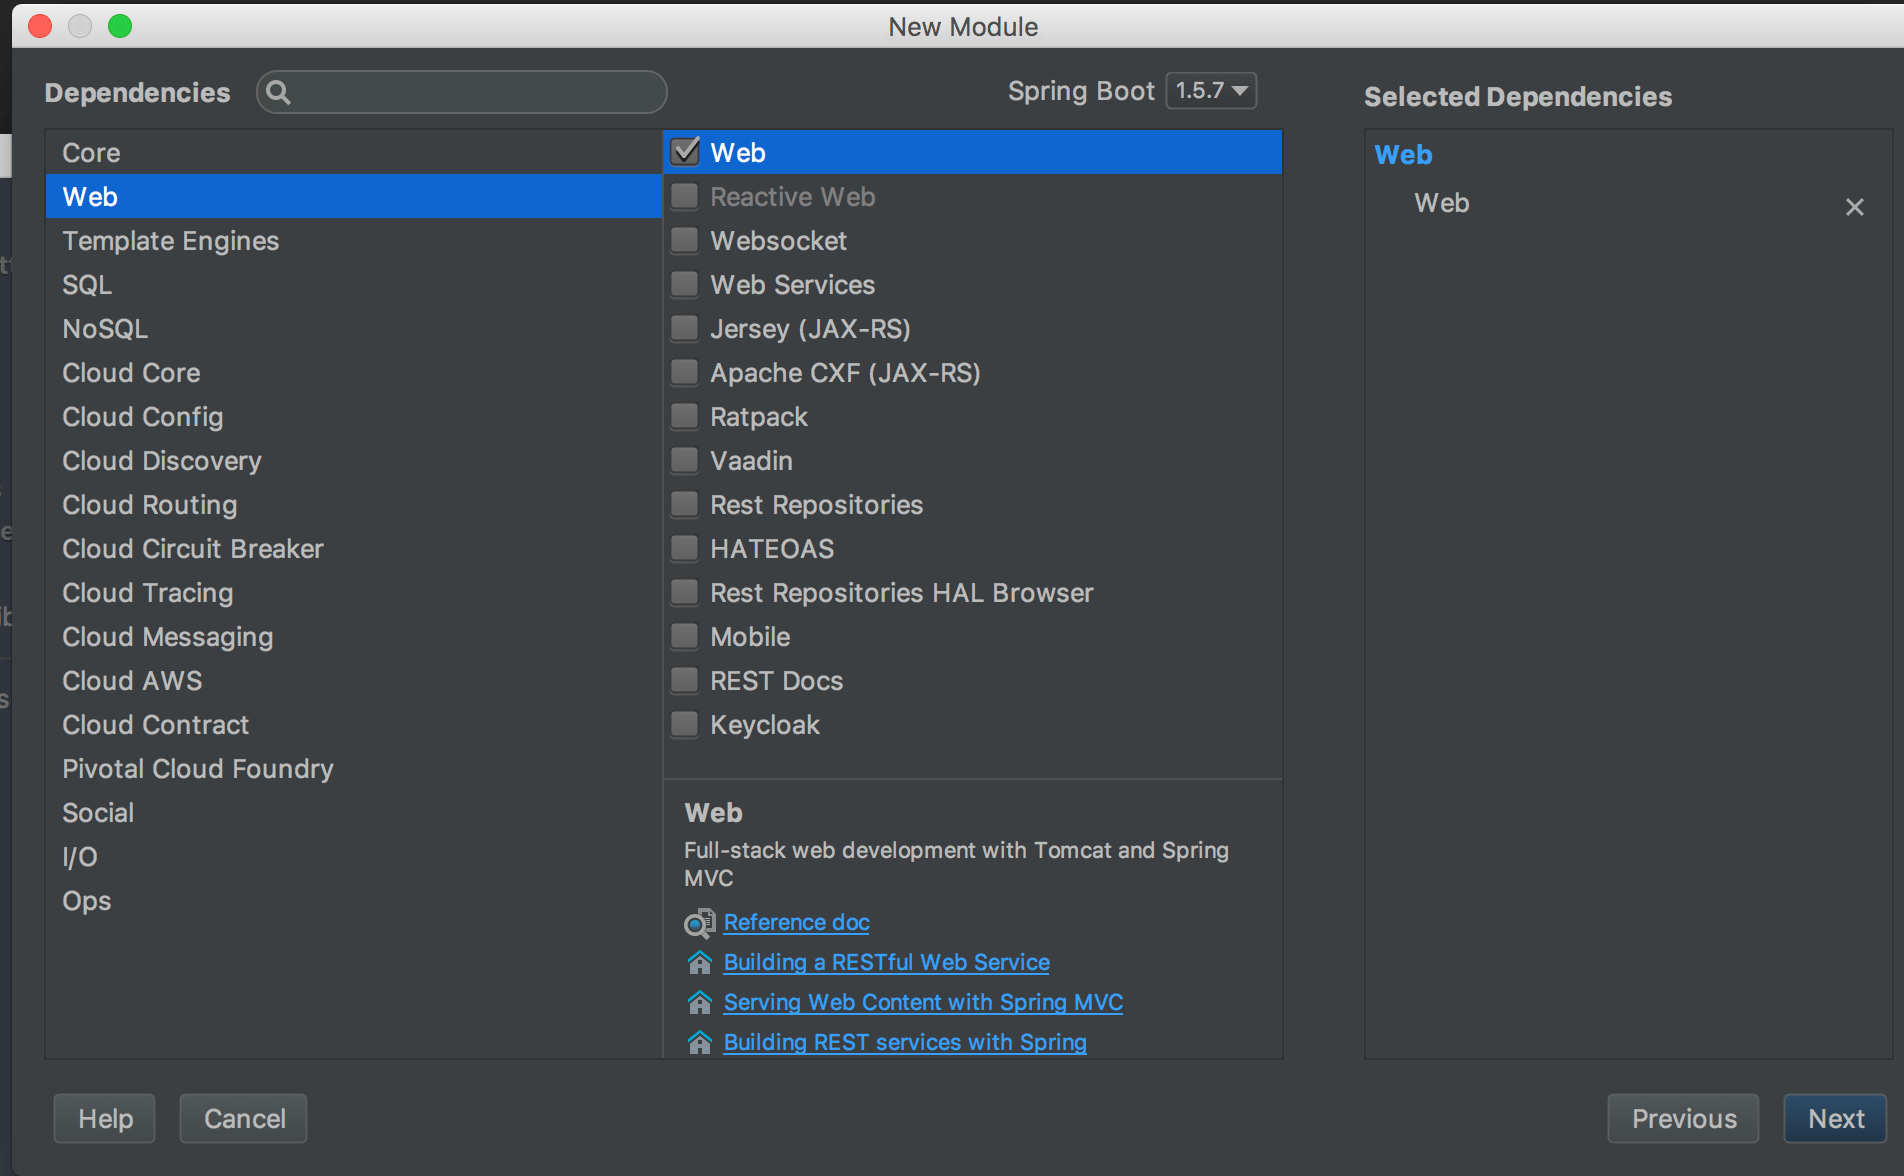 New Module
Dependencies
Spring Boot 1.5.7
Selected Dependencies
Core
Web
Template Engines
SQL
NoSQL
Cloud Core
Cloud Config
Cloud Discovery
Cloud Routing
Cloud Circuit Breaker
Cloud Tracing
Cloud Messaging
Cloud AWS
Cloud Contract
Pivotal Cloud Foundry
Social
I/O
Ops
Web
Reactive Web
Websocket
Web Services
Jersey (JAX-RS)
Apache CXF (JAX-RS)
Ratpack
Vaadin
Rest Repositories
HATEOAS
Rest Repositories HAL Browser
Mobile
REST Docs
Keycloak
Web
Full-stack web development with Tomcat and Spring
MVC
Reference doc
Building a RESTful Web Service
Serving Web Content with Spring MVC
Building REST services with Spring
Web
Web
Help
Cancel
Previous
Next